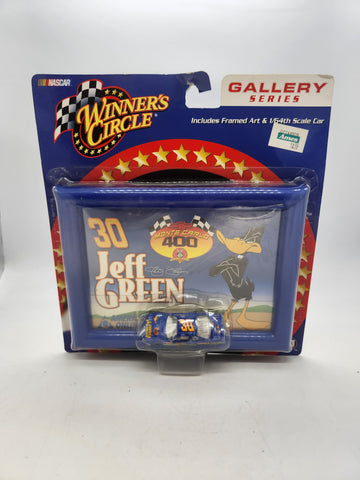 NASCAR
WINNER'S
CIRCLE
GALLERY
SERIES
Includes Framed Art & 1/64th Scale Car
Ames
30
MONTE CARLO
400
Jeff
GREEN
30